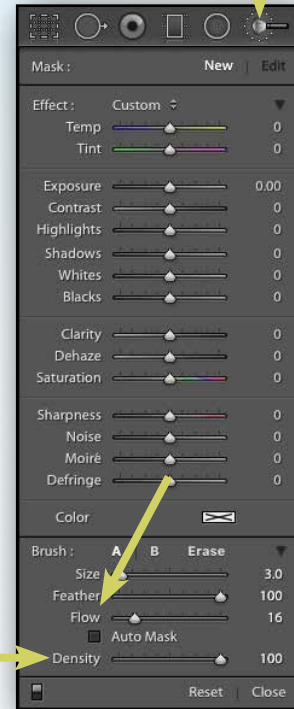 Mask : New | Edit
Effect : Custom
Temp 0
Tint 0
Exposure 0.00
Contrast 0
Highlights 0
Shadows 0
Whites 0
Blacks 0
Clarity 0
Dehaze 0
Saturation 0
Sharpness 0
Noise 0
Moiré 0
Defringe 0
Color
Brush : A | B Erase
Size 3.0
Feather 100
Flow 16
Auto Mask
Density 100
Reset | Close